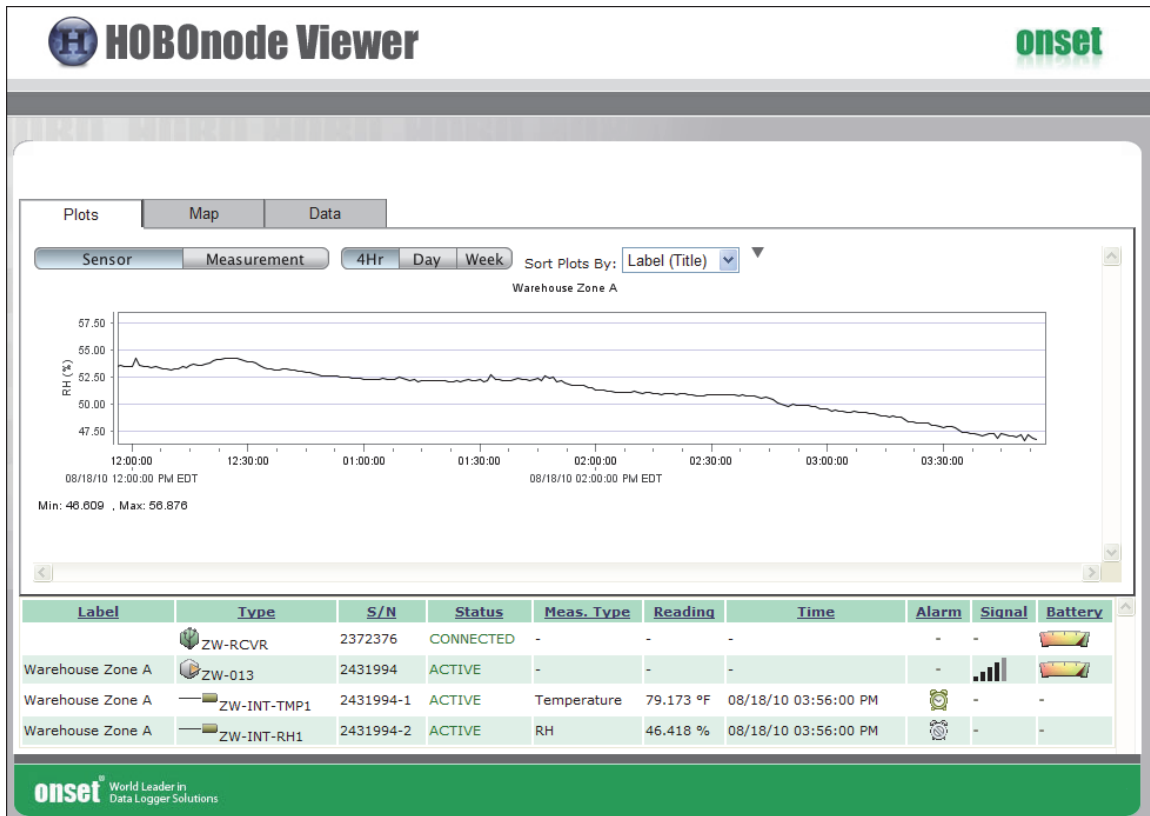 H HOBOnode Viewer
onset
Plots Map Data
Sensor Measurement 4Hr Day Week Sort Plots By: Label (Title)
Warehouse Zone A
57.50
55.00
52.50
50.00
47.50
RH (%)
12:00:00 12:30:00 01:00:00 01:30:00 02:00:00 02:30:00 03:00:00 03:30:00
08/18/10 12:00:00 PM EDT 08/18/10 02:00:00 PM EDT
Min: 46.609 , Max: 56.876
Label Type S/N Status Meas. Type Reading Time Alarm Signal Battery
ZW-RCVR 2372376 CONNECTED - - - - -
Warehouse Zone A ZW-013 2431994 ACTIVE - - - -
Warehouse Zone A ZW-INT-TMP1 2431994-1 ACTIVE Temperature 79.173 °F 08/18/10 03:56:00 PM - -
Warehouse Zone A ZW-INT-RH1 2431994-2 ACTIVE RH 46.418 % 08/18/10 03:56:00 PM - -
onset® World Leader in
Data Logger Solutions